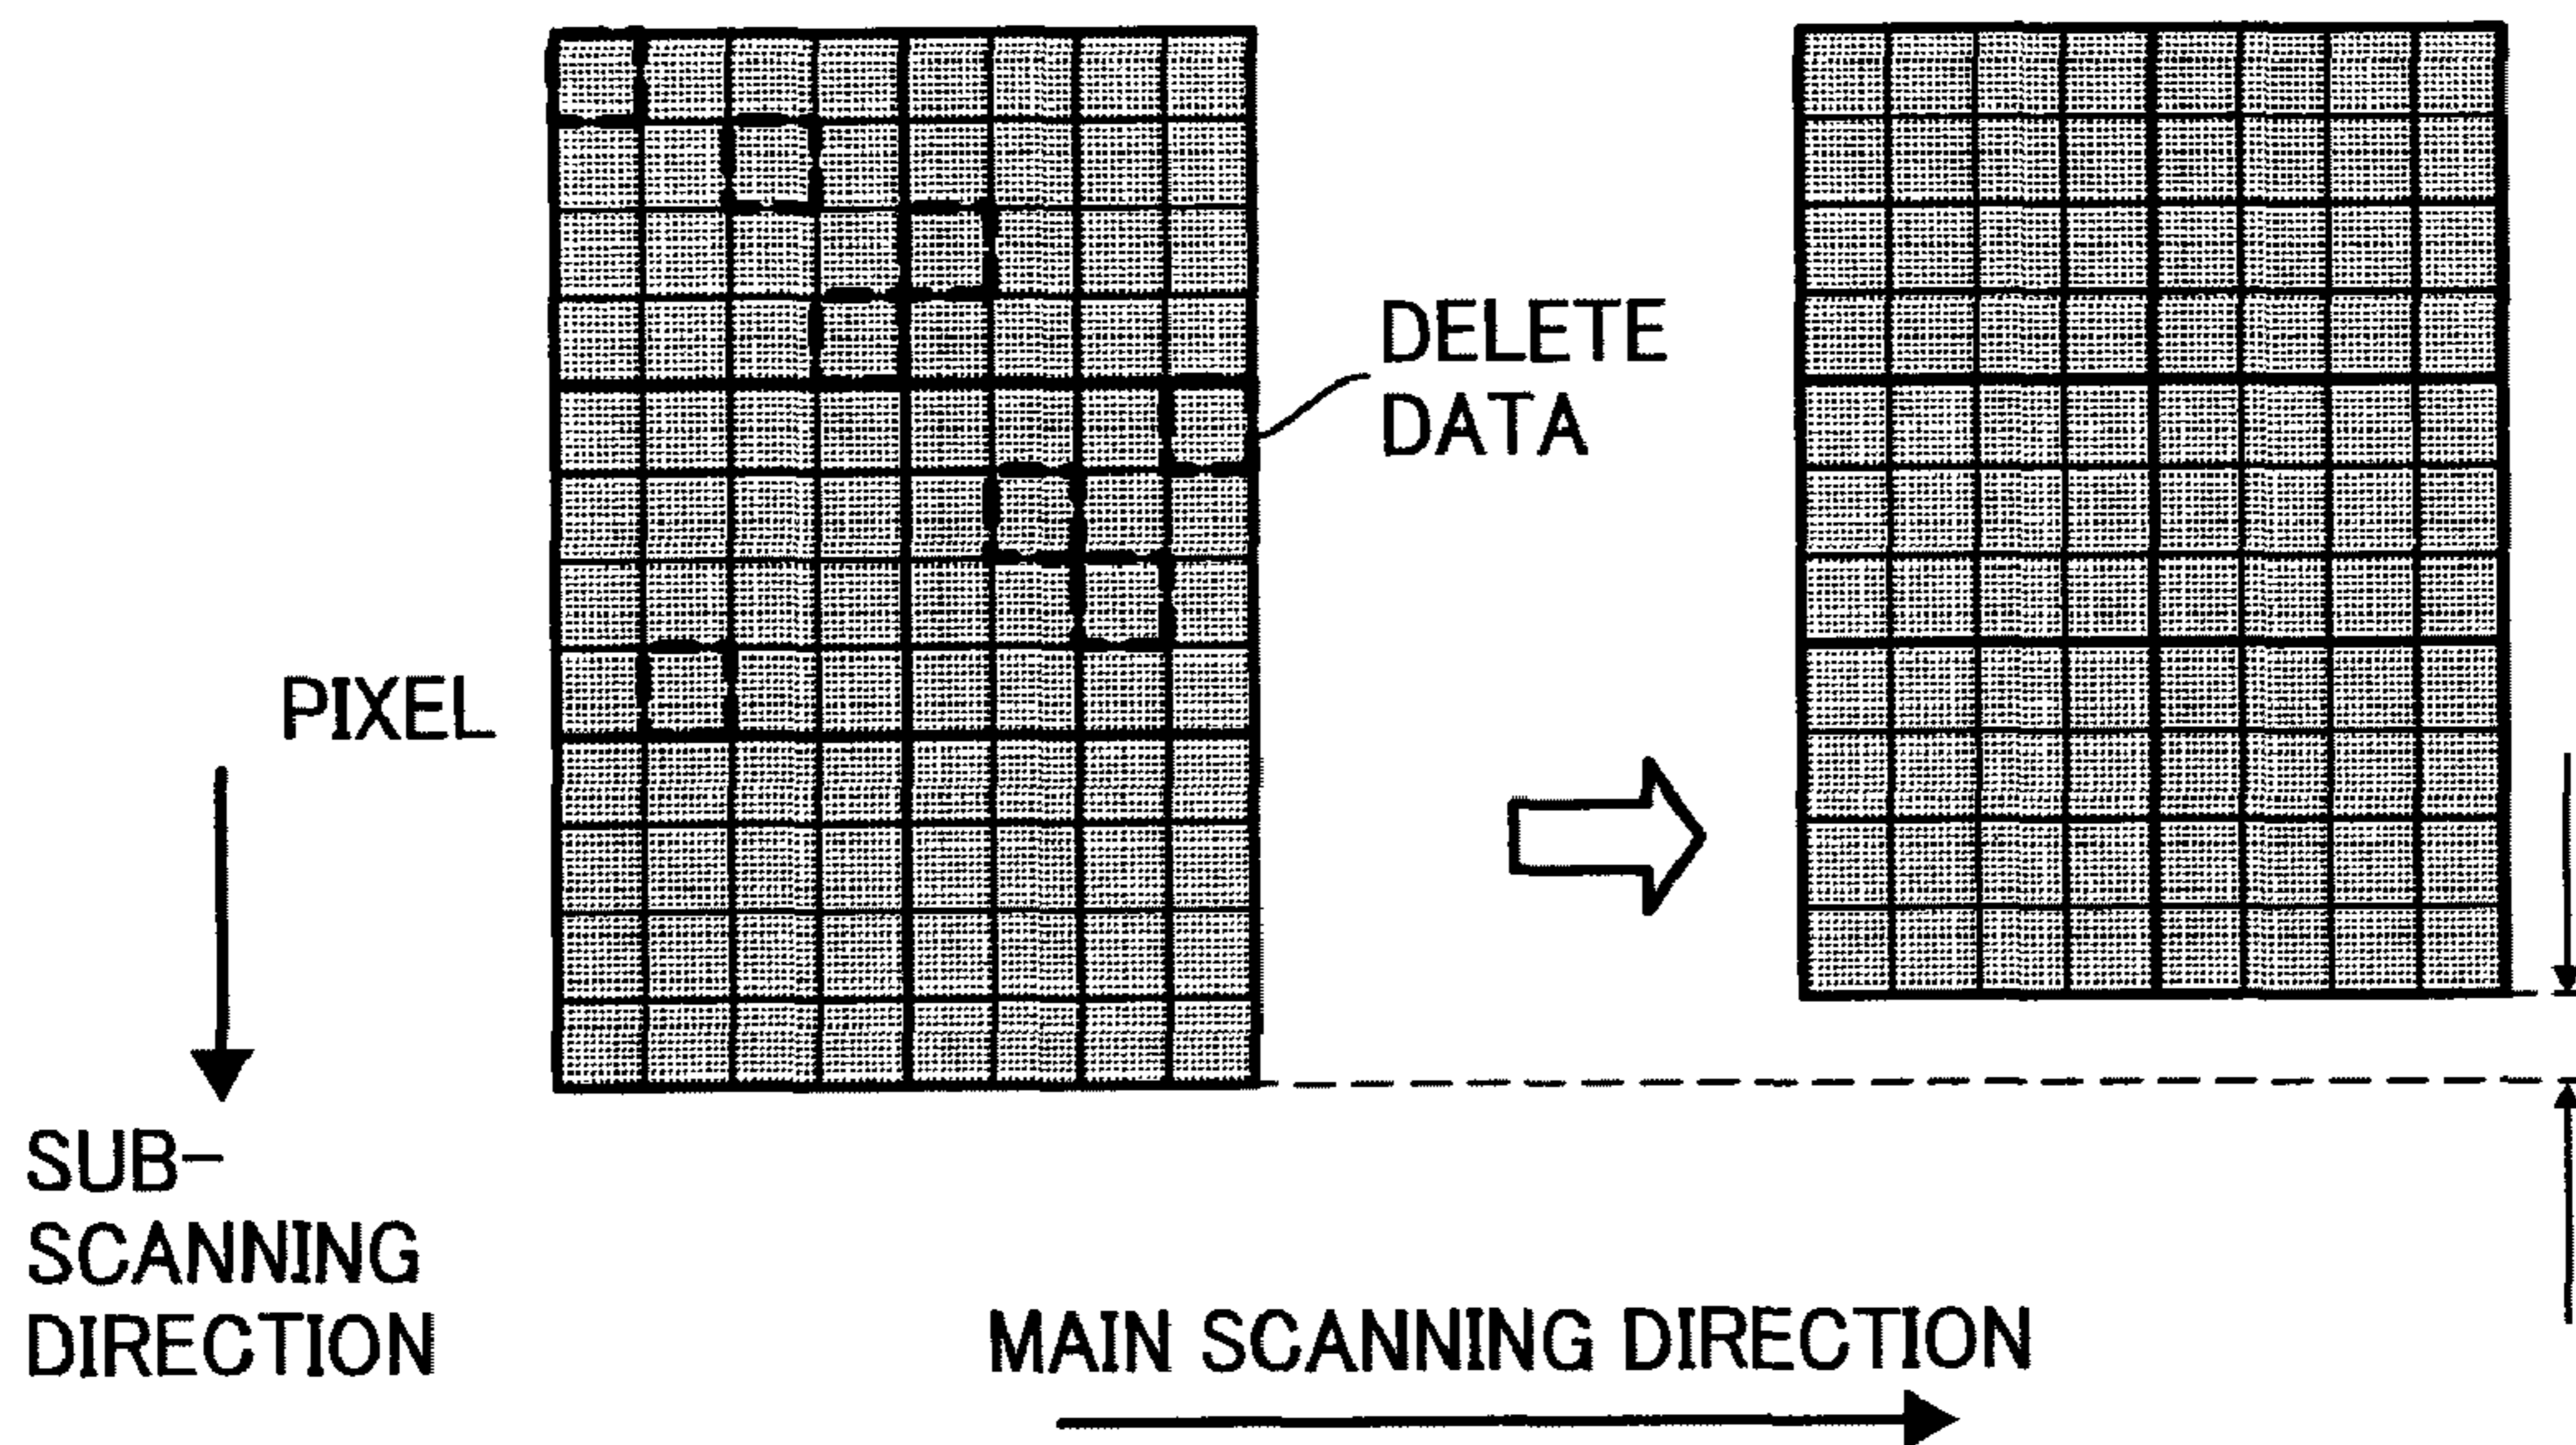 DELETE
DATA
PIXEL
SUB-
SCANNING
DIRECTION
MAIN SCANNING DIRECTION